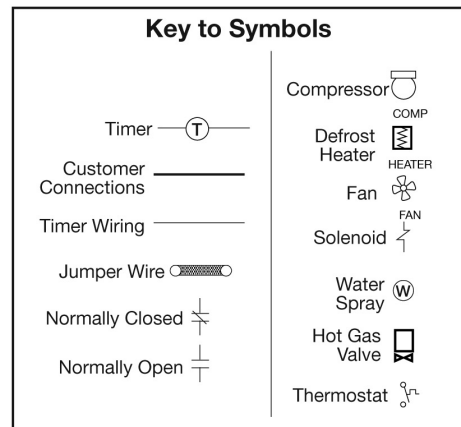 Key to Symbols
Timer T
Customer
Connections
Timer Wiring
Jumper Wire
Normally Closed
Normally Open
Compressor
COMP
Defrost
Heater
HEATER
Fan
FAN
Solenoid
Water
Spray W
Hot Gas
Valve
Thermostat